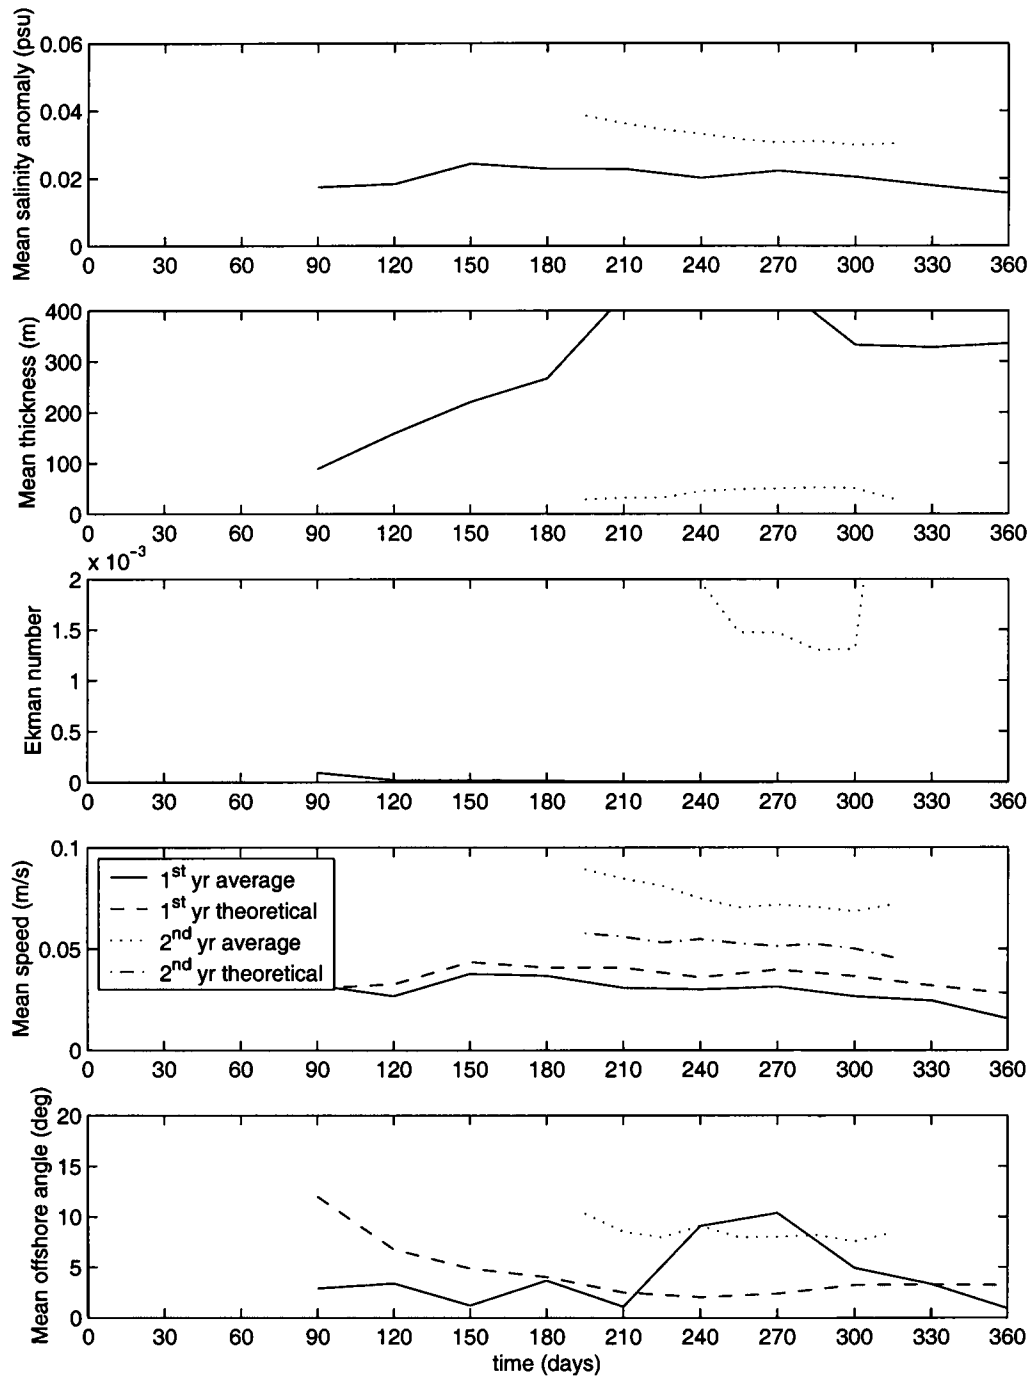 Mean salinity anomaly (psu)
0.06
0.04
0.02
0
0 30 60 90 120 150 180 210 240 270 300 330 360
Mean thickness (m)
400
300
200
100
0
0 30 60 90 120 150 180 210 240 270 300 330 360
x 10⁻³
Ekman number
2
1.5
1
0.5
0
0 30 60 90 120 150 180 210 240 270 300 330 360
Mean speed (m/s)
0.1
0.05
0
1ˢᵗ yr average
1ˢᵗ yr theoretical
2ⁿᵈ yr average
2ⁿᵈ yr theoretical
0 30 60 90 120 150 180 210 240 270 300 330 360
Mean offshore angle (deg)
20
15
10
5
0
0 30 60 90 120 150 180 210 240 270 300 330 360
time (days)